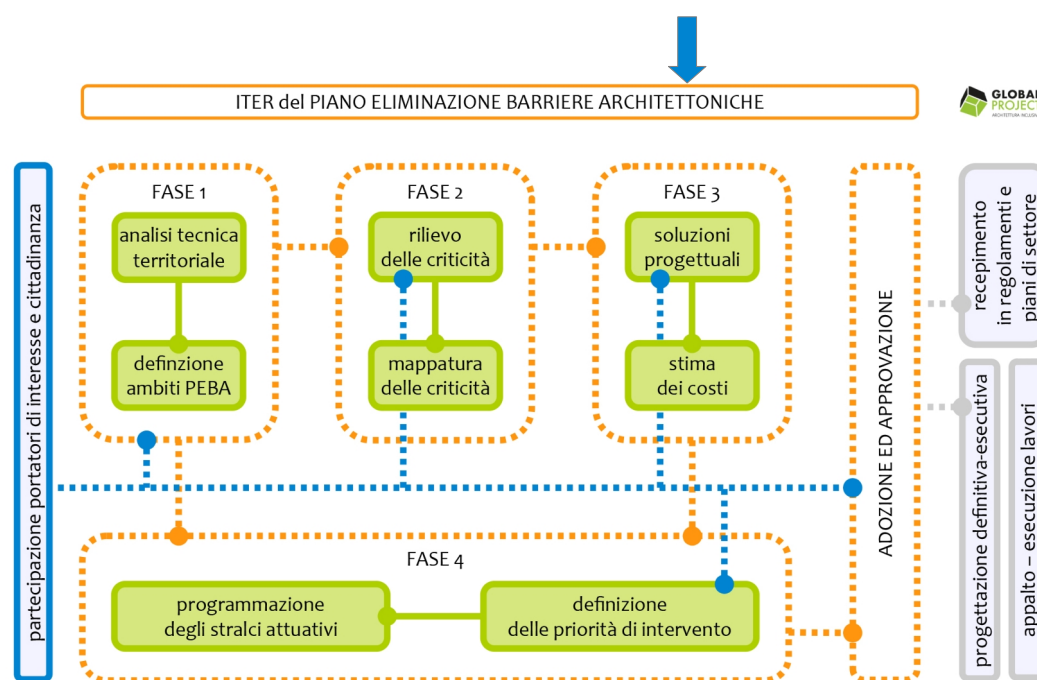 ITER del PIANO ELIMINAZIONE BARRIERE ARCHITETTONICHE
GLOBAL
PROJECT
ARCHITETTURA INCLUSIVA
partecipazione portatori di interesse e cittadinanza
FASE 1
analisi tecnica
territoriale
definzione
ambiti PEBA
FASE 2
rilievo
delle criticità
mappatura
delle criticità
FASE 3
soluzioni
progettuali
stima
dei costi
FASE 4
programmazione
degli stralci attuativi
definizione
delle priorità di intervento
ADOZIONE ED APPROVAZIONE
recepimento
in regolamenti e
piani di settore
progettazione definitiva-esecutiva
appalto – esecuzione lavori